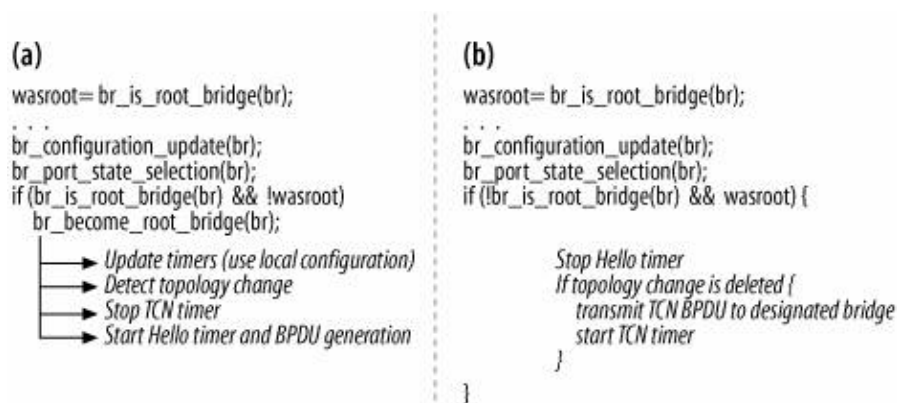 (a)
wasroot= br_is_root_bridge(br);
. . .
br_configuration_update(br);
br_port_state_selection(br);
if (br_is_root_bridge(br) && !wasroot)
br_become_root_bridge(br);
Update timers (use local configuration)
Detect topology change
Stop TCN timer
Start Hello timer and BPDU generation
(b)
wasroot= br_is_root_bridge(br);
. . .
br_configuration_update(br);
br_port_state_selection(br);
if (!br_is_root_bridge(br) && wasroot) {
Stop Hello timer
If topology change is deleted {
transmit TCN BPDU to designated bridge
start TCN timer
}
}